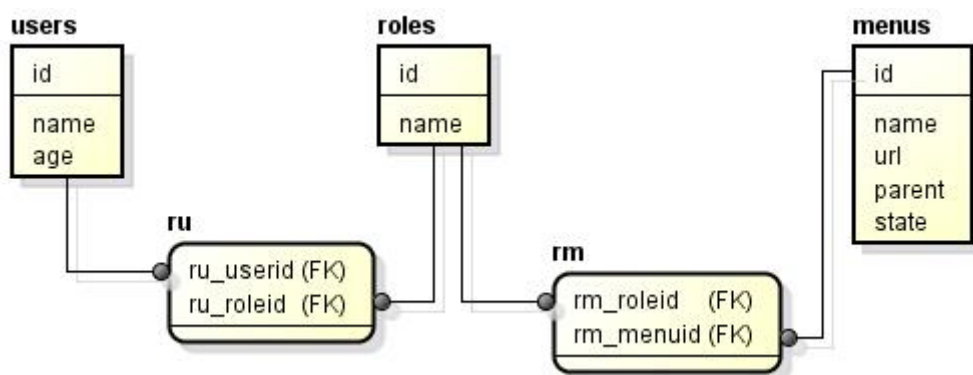 users
id
name
age
roles
id
name
menus
id
name
url
parent
state
ru
ru_userid (FK)
ru_roleid (FK)
rm
rm_roleid (FK)
rm_menuid (FK)